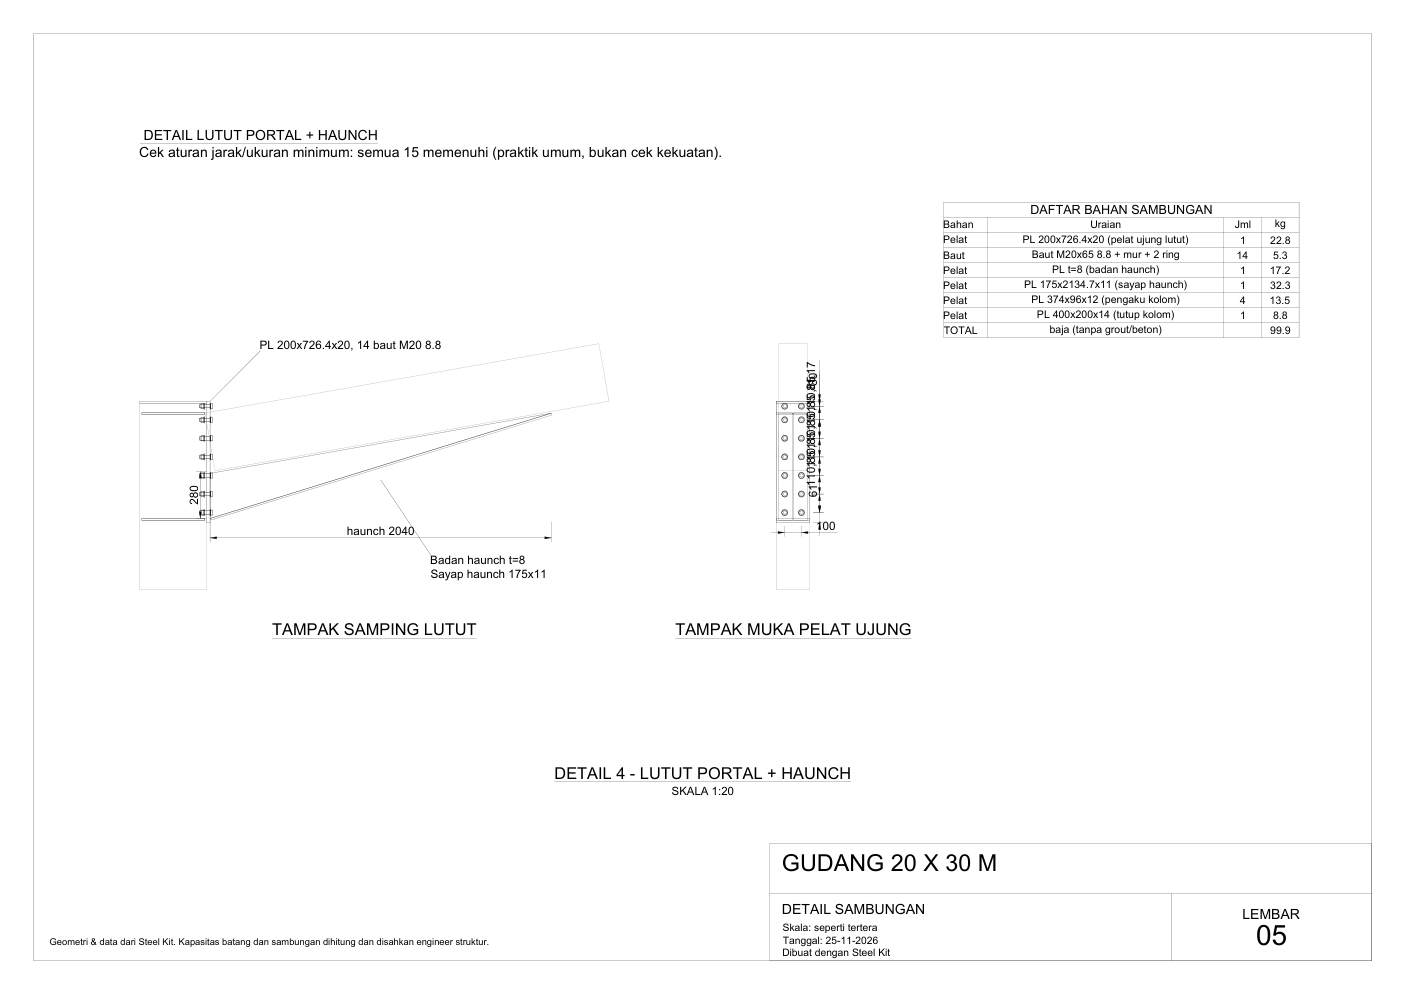 DETAIL LUTUT PORTAL + HAUNCH
Cek aturan jarak/ukuran minimum: semua 15 memenuhi (praktik umum, bukan cek kekuatan).
DAFTAR BAHAN SAMBUNGAN
Bahan Uraian Jml kg
Pelat PL 200x726.4x20 (pelat ujung lutut) 1 22.8
Baut Baut M20x65 8.8 + mur + 2 ring 14 5.3
Pelat PL t=8 (badan haunch) 1 17.2
Pelat PL 175x2134.7x11 (sayap haunch) 1 32.3
Pelat PL 374x96x12 (pengaku kolom) 4 13.5
Pelat PL 400x200x14 (tutup kolom) 1 8.8
TOTAL baja (tanpa grout/beton) 99.9
PL 200x726.4x20, 14 baut M20 8.8
280
haunch 2040
Badan haunch t=8
Sayap haunch 175x11
61
100
TAMPAK SAMPING LUTUT
TAMPAK MUKA PELAT UJUNG
DETAIL 4 - LUTUT PORTAL + HAUNCH
SKALA 1:20
GUDANG 20 X 30 M
DETAIL SAMBUNGAN
Skala: seperti tertera
Tanggal: 25-11-2026
Dibuat dengan Steel Kit
LEMBAR
05
Geometri & data dari Steel Kit. Kapasitas batang dan sambungan dihitung dan disahkan engineer struktur.